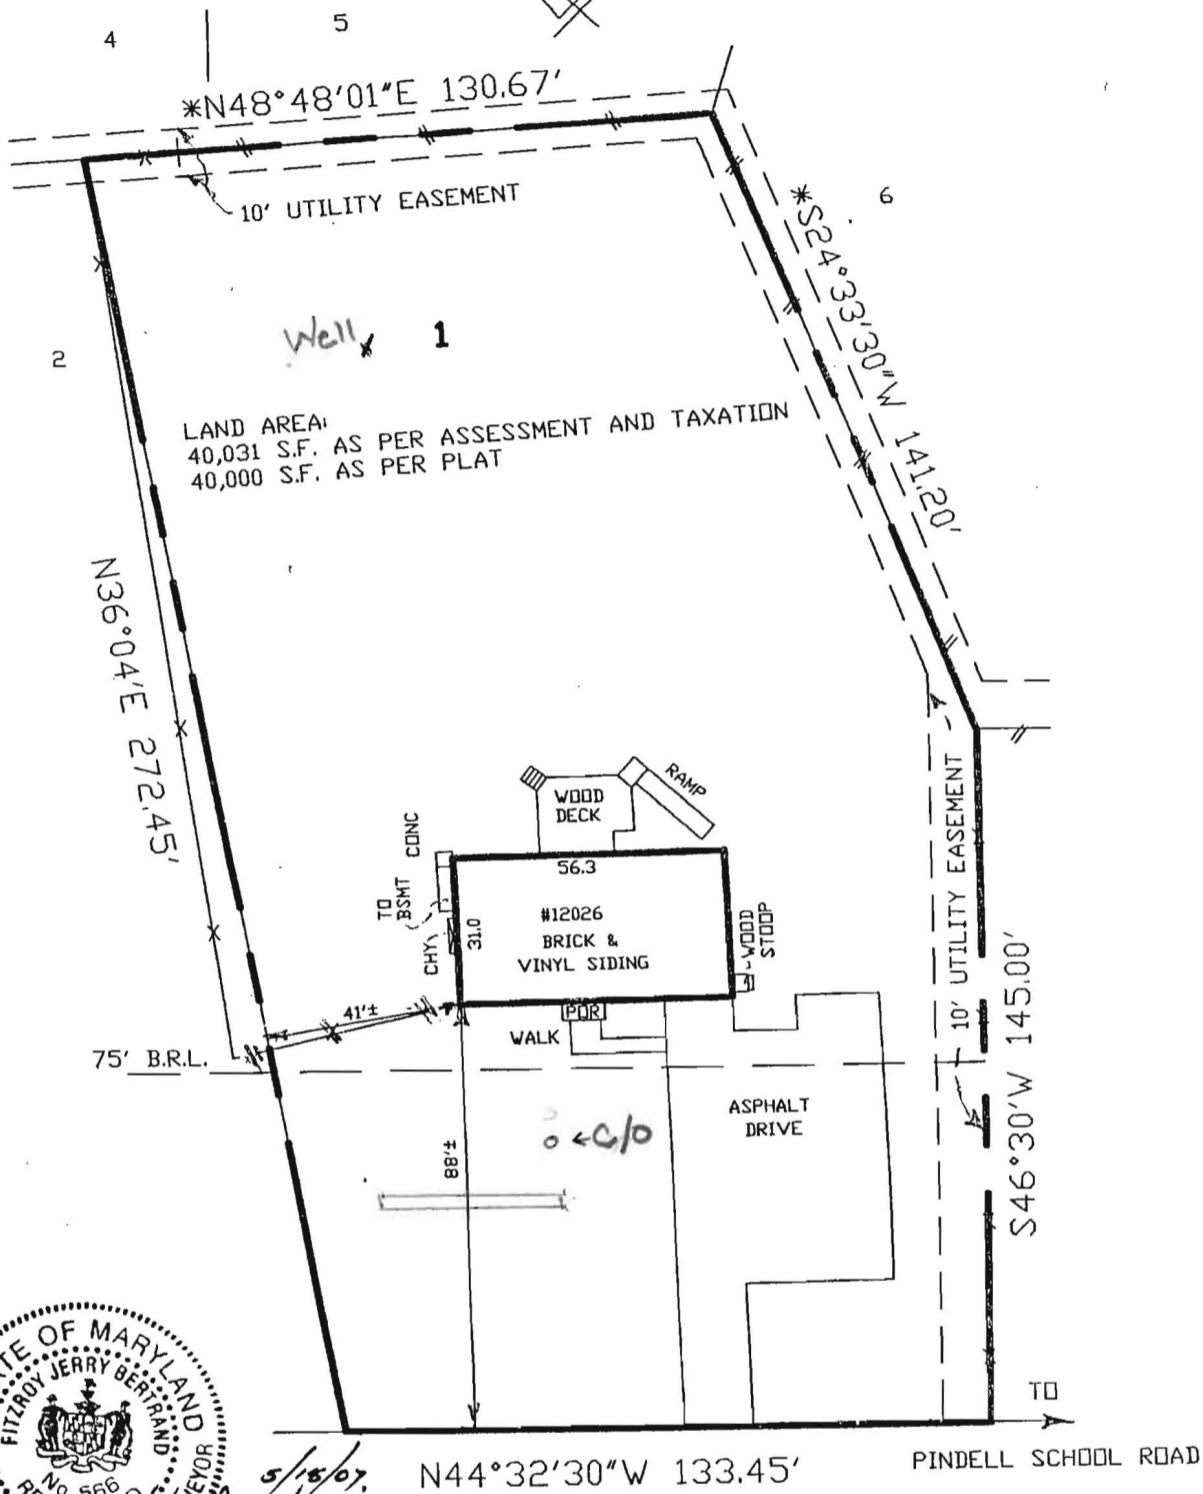 4
5
*N48°48'01"E 130.67'
10' UTILITY EASEMENT
6
*S24°33'30"W 141.20'
Well
1
2
LAND AREA:
40,031 S.F. AS PER ASSESSMENT AND TAXATION
40,000 S.F. AS PER PLAT
N36°04'E 272.45'
RAMP
WOOD
DECK
CONC
TO
BSMT
CHY
56.3
31.0
#12026
BRICK &
VINYL SIDING
WOOD
STOOP
10' UTILITY EASEMENT
41'±
POR
WALK
75' B.R.L.
ASPHALT
DRIVE
C/O
88'±
S46°30'W 145.00'
TO
PINDELL SCHOOL ROAD
N44°32'30"W 133.45'
OF MARYLAND
FITZROY JERRY BERTRAND
No. 566